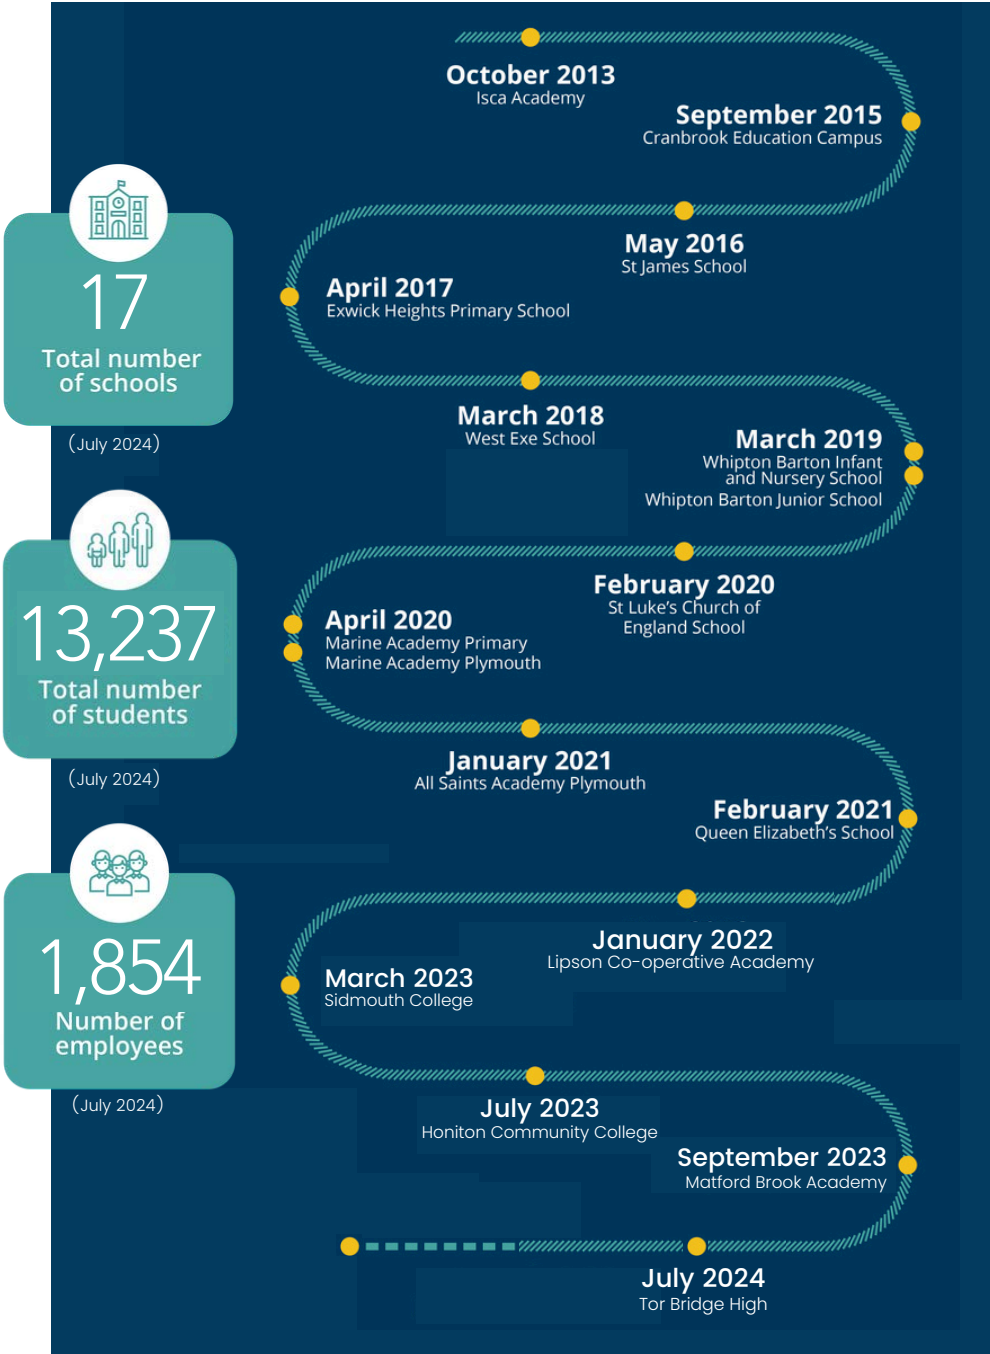 October 2013
Isca Academy
September 2015
Cranbrook Education Campus
May 2016
St James School
April 2017
Exwick Heights Primary School
March 2018
West Exe School
March 2019
Whipton Barton Infant
and Nursery School
Whipton Barton Junior School
February 2020
St Luke's Church of
England School
April 2020
Marine Academy Primary
Marine Academy Plymouth
January 2021
All Saints Academy Plymouth
February 2021
Queen Elizabeth's School
January 2022
Lipson Co-operative Academy
March 2023
Sidmouth College
July 2023
Honiton Community College
September 2023
Matford Brook Academy
July 2024
Tor Bridge High
17
Total number
of schools
(July 2024)
13,237
Total number
of students
(July 2024)
1,854
Number of
employees
(July 2024)